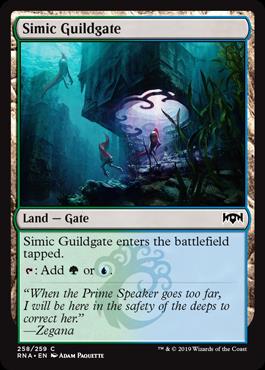 Simic Guildgate
Land — Gate
Simic Guildgate enters the battlefield
tapped.
: Add or .
“When the Prime Speaker goes too far,
I will be here in the safety of the deeps to
correct her.”
—Zegana
258/259 C
RNA • EN Adam Paquette
™ & © 2019 Wizards of the Coast